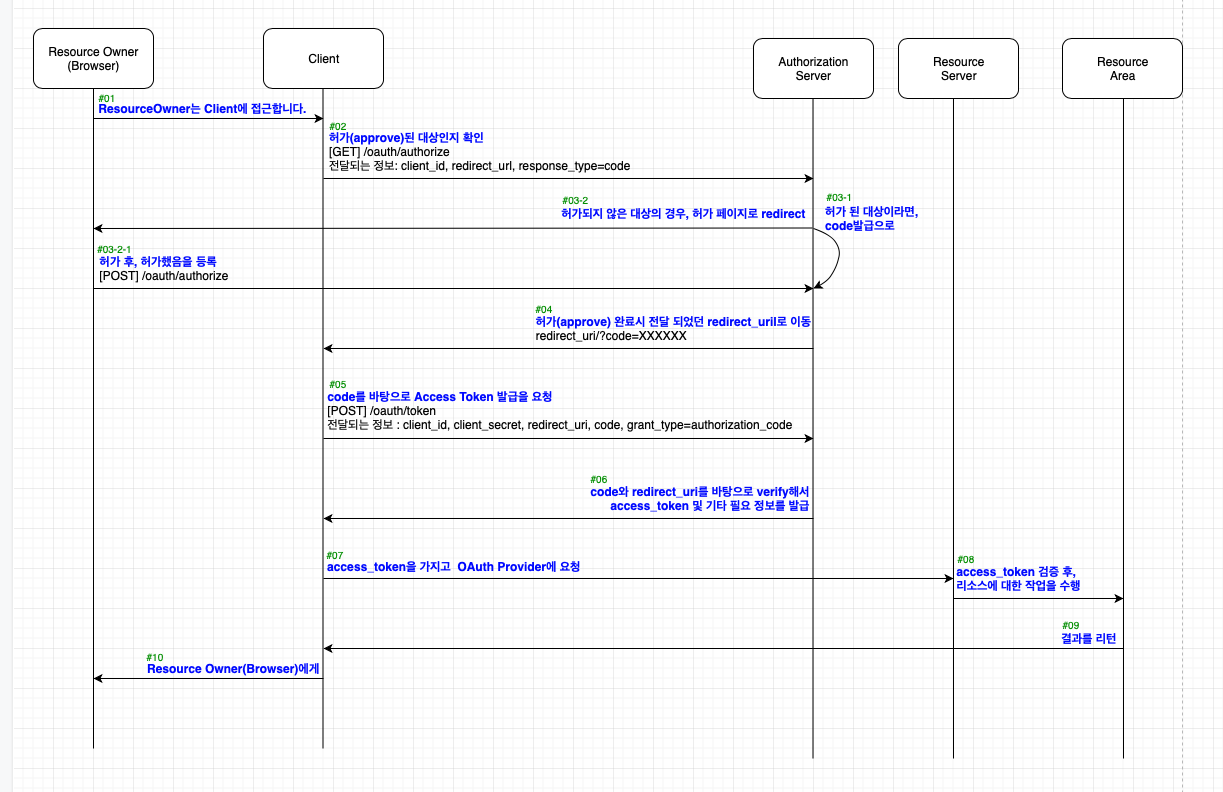 Resource Owner
(Browser)
Client
Authorization
Server
Resource
Server
Resource
Area
#01
ResourceOwner는 Client에 접근합니다.
#02
허가(approve)된 대상인지 확인
[GET] /oauth/authorize
전달되는 정보: client_id, redirect_url, response_type=code
#03-2
허가되지 않은 대상의 경우, 허가 페이지로 redirect
#03-1
허가 된 대상이라면,
code발급으로
#03-2-1
허가 후, 허가했음을 등록
[POST] /oauth/authorize
#04
허가(approve) 완료시 전달 되었던 redirect_uril로 이동
redirect_uri/?code=XXXXXX
#05
code를 바탕으로 Access Token 발급을 요청
[POST] /oauth/token
전달되는 정보 : client_id, client_secret, redirect_uri, code, grant_type=authorization_code
#06
code와 redirect_uri를 바탕으로 verify해서
access_token 및 기타 필요 정보를 발급
#07
access_token을 가지고  OAuth Provider에 요청
#08
access_token 검증 후,
리소스에 대한 작업을 수행
#09
결과를 리턴
#10
Resource Owner(Browser)에게